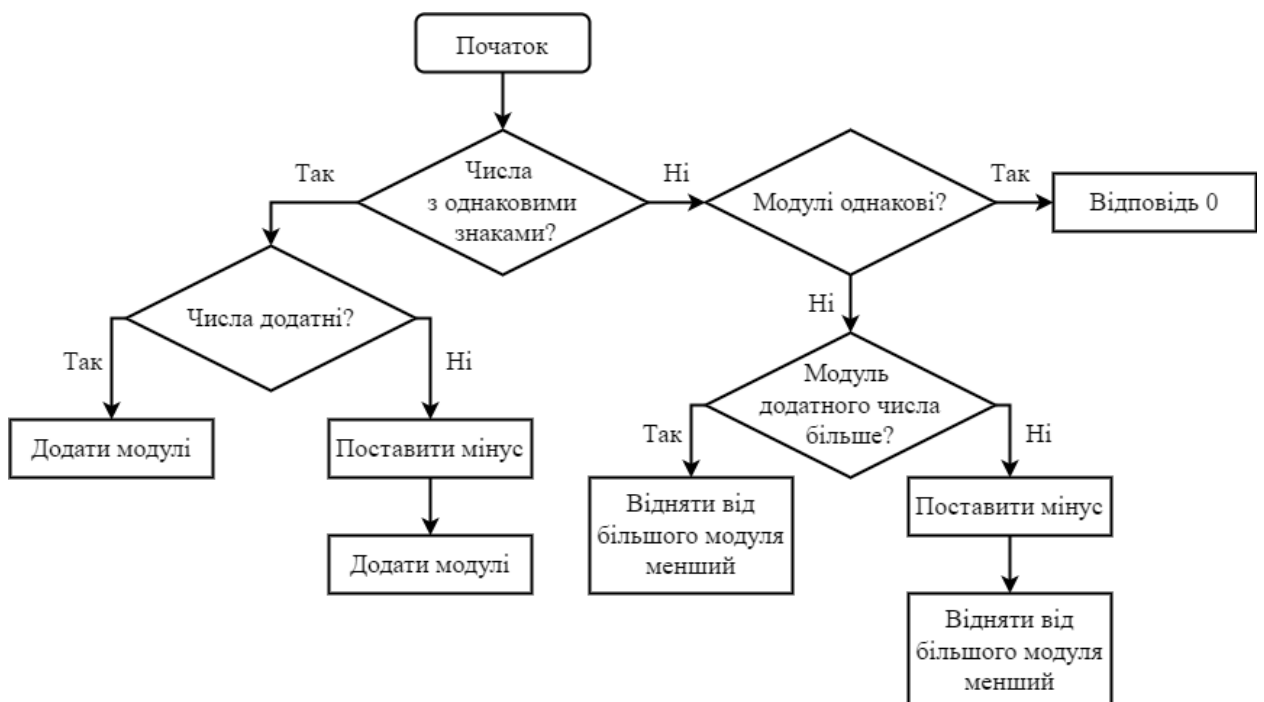 Початок
Так
Числа
з однаковими
знаками?
Ні
Модулі однакові?
Так
Відповідь 0
Числа додатні?
Так
Ні
Додати модулі
Поставити мінус
Додати модулі
Ні
Модуль
додатного числа
більше?
Так
Ні
Відняти від
більшого модуля
менший
Поставити мінус
Відняти від
більшого модуля
менший